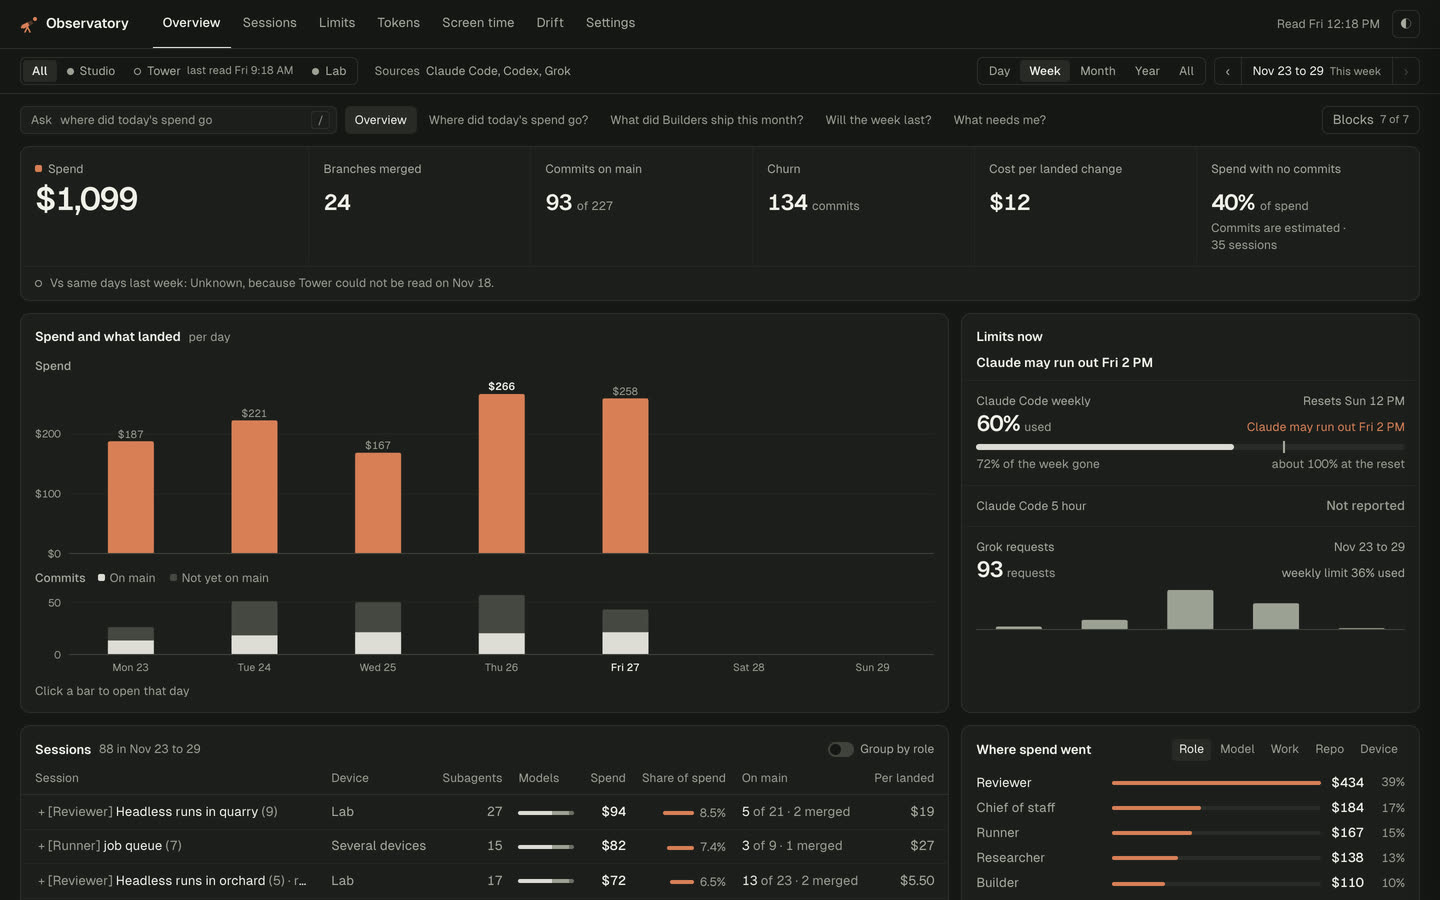 Observatory Overview Sessions Limits Tokens Screen time Drift Settings Read Fri 12:18 PM
All Studio Tower last read Fri 9:18 AM Lab Sources Claude Code, Codex, Grok Day Week Month Year All ‹ Nov 23 to 29 This week ›
Ask where did today's spend go / Overview Where did today's spend go? What did Builders ship this month? Will the week last? What needs me? Blocks 7 of 7
Spend
$1,099
Branches merged
24
Commits on main
93 of 227
Churn
134 commits
Cost per landed change
$12
Spend with no commits
40% of spend
Commits are estimated ·
35 sessions
Vs same days last week: Unknown, because Tower could not be read on Nov 18.
Spend and what landed per day
Spend
$266
$258
$221
$187
$167
$200
$100
$0
Commits On main Not yet on main
50
0
Mon 23 Tue 24 Wed 25 Thu 26 Fri 27 Sat 28 Sun 29
Click a bar to open that day
Limits now
Claude may run out Fri 2 PM
Claude Code weekly Resets Sun 12 PM
60% used Claude may run out Fri 2 PM
72% of the week gone about 100% at the reset
Claude Code 5 hour Not reported
Grok requests Nov 23 to 29
93 requests weekly limit 36% used
Sessions 88 in Nov 23 to 29 Group by role
Session Device Subagents Models Spend Share of spend On main Per landed
+ [Reviewer] Headless runs in quarry (9) Lab 27 $94 8.5% 5 of 21 · 2 merged $19
+ [Runner] job queue (7) Several devices 15 $82 7.4% 3 of 9 · 1 merged $27
+ [Reviewer] Headless runs in orchard (5) · r… Lab 17 $72 6.5% 13 of 23 · 2 merged $5.50
Where spend went Role Model Work Repo Device
Reviewer $434 39%
Chief of staff $184 17%
Runner $167 15%
Researcher $138 13%
Builder $110 10%